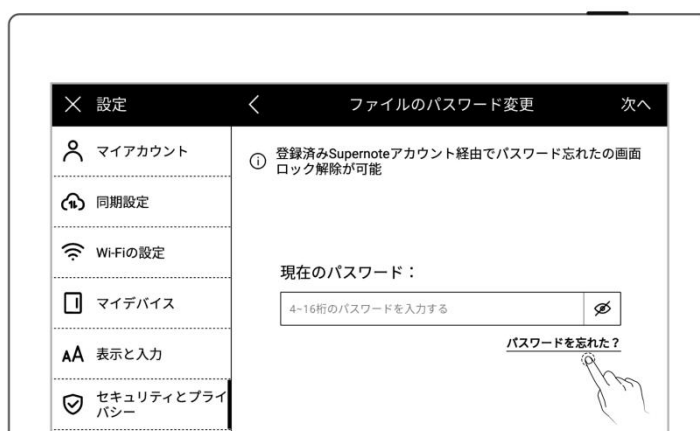 設定
マイアカウント
同期設定
Wi-Fiの設定
マイデバイス
AA 表示と入力
セキュリティとプライ
バシー
ファイルのパスワード変更 次へ
登録済みSupernoteアカウント経由でパスワード忘れたの画面
ロック解除が可能
現在のパスワード：
4-16桁のパスワードを入力する
パスワードを忘れた？